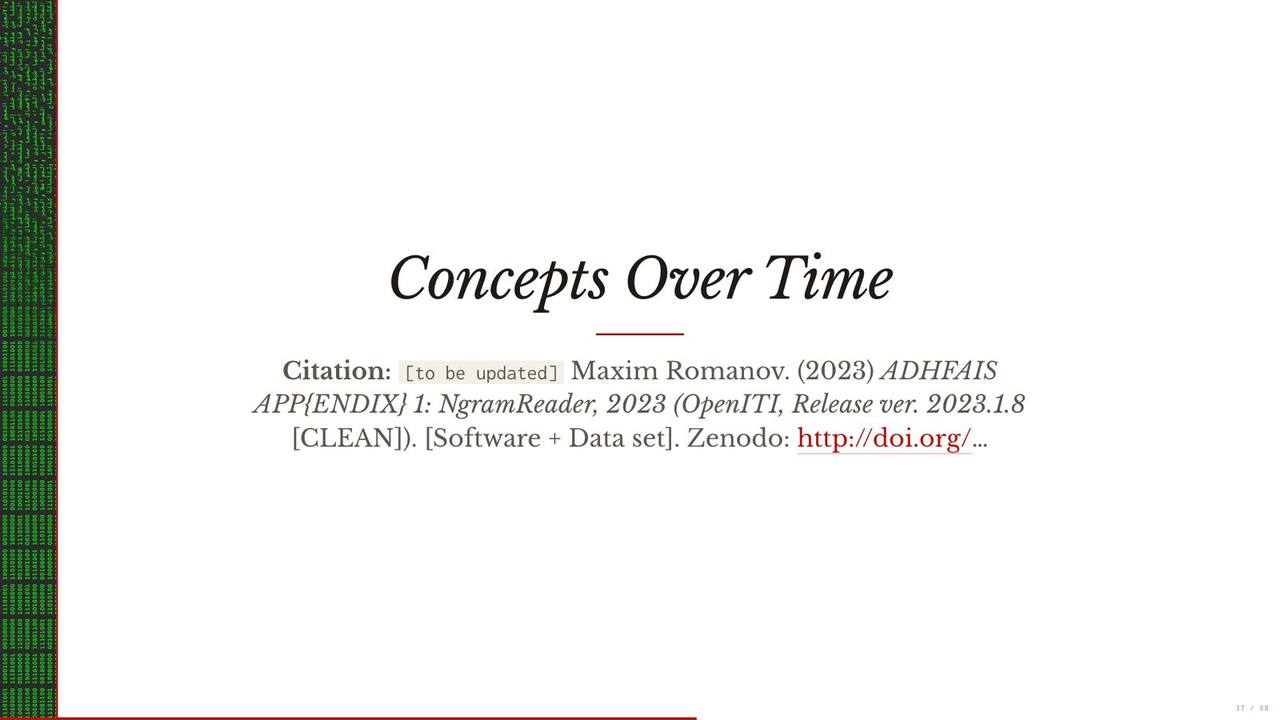 Concepts Over Time
Citation: [to be updated] Maxim Romanov. (2023) ADHFAIS
APP{ENDIX} 1: NgramReader, 2023 (OpenITI, Release ver. 2023.1.8
[CLEAN]). [Software + Data set]. Zenodo: http://doi.org/…
37 / 68